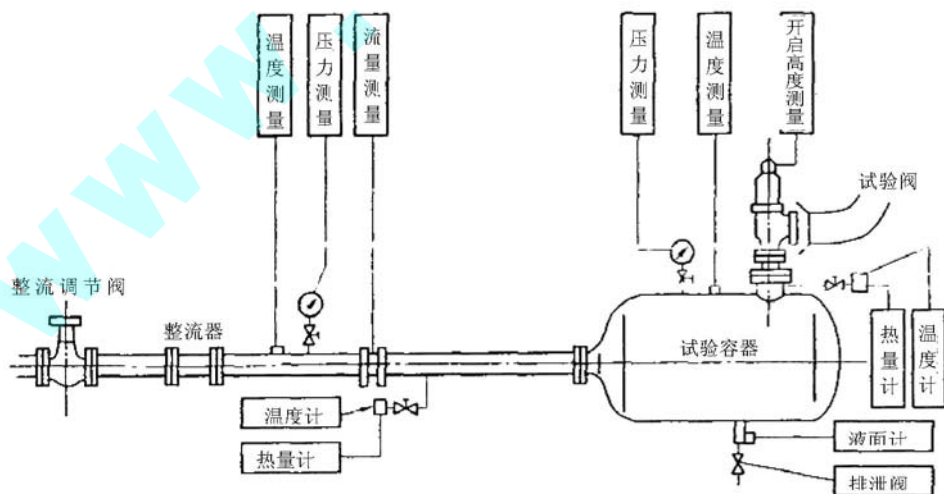 www.
温度测量
压力测量
流量测量
压力测量
温度测量
开启高度测量
试验阀
整流调节阀
整流器
试验容器
热量计
温度计
温度计
热量计
液面计
排泄阀